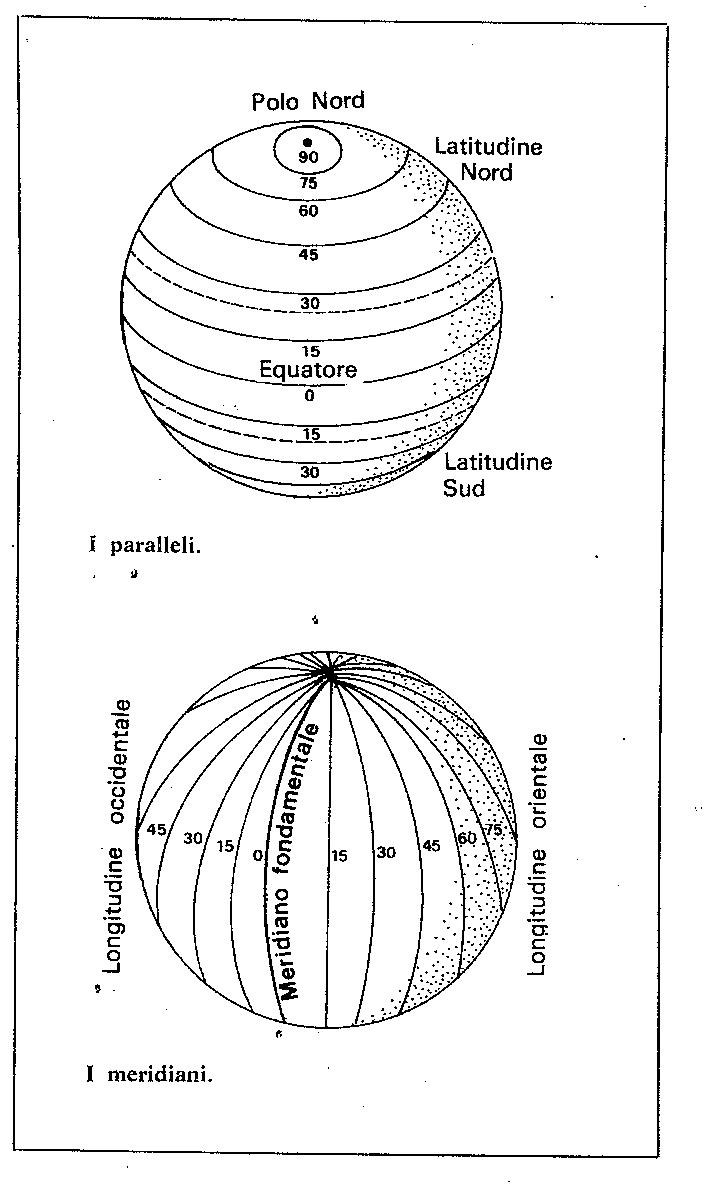 Polo Nord
Latitudine
Nord
90
75
60
45
30
15
Equatore
0
15
30
Latitudine
Sud
I paralleli.
Longitudine occidentale
45
30
15
0
Meridiano fondamentale
15
30
45
60
75
Longitudine orientale
I meridiani.